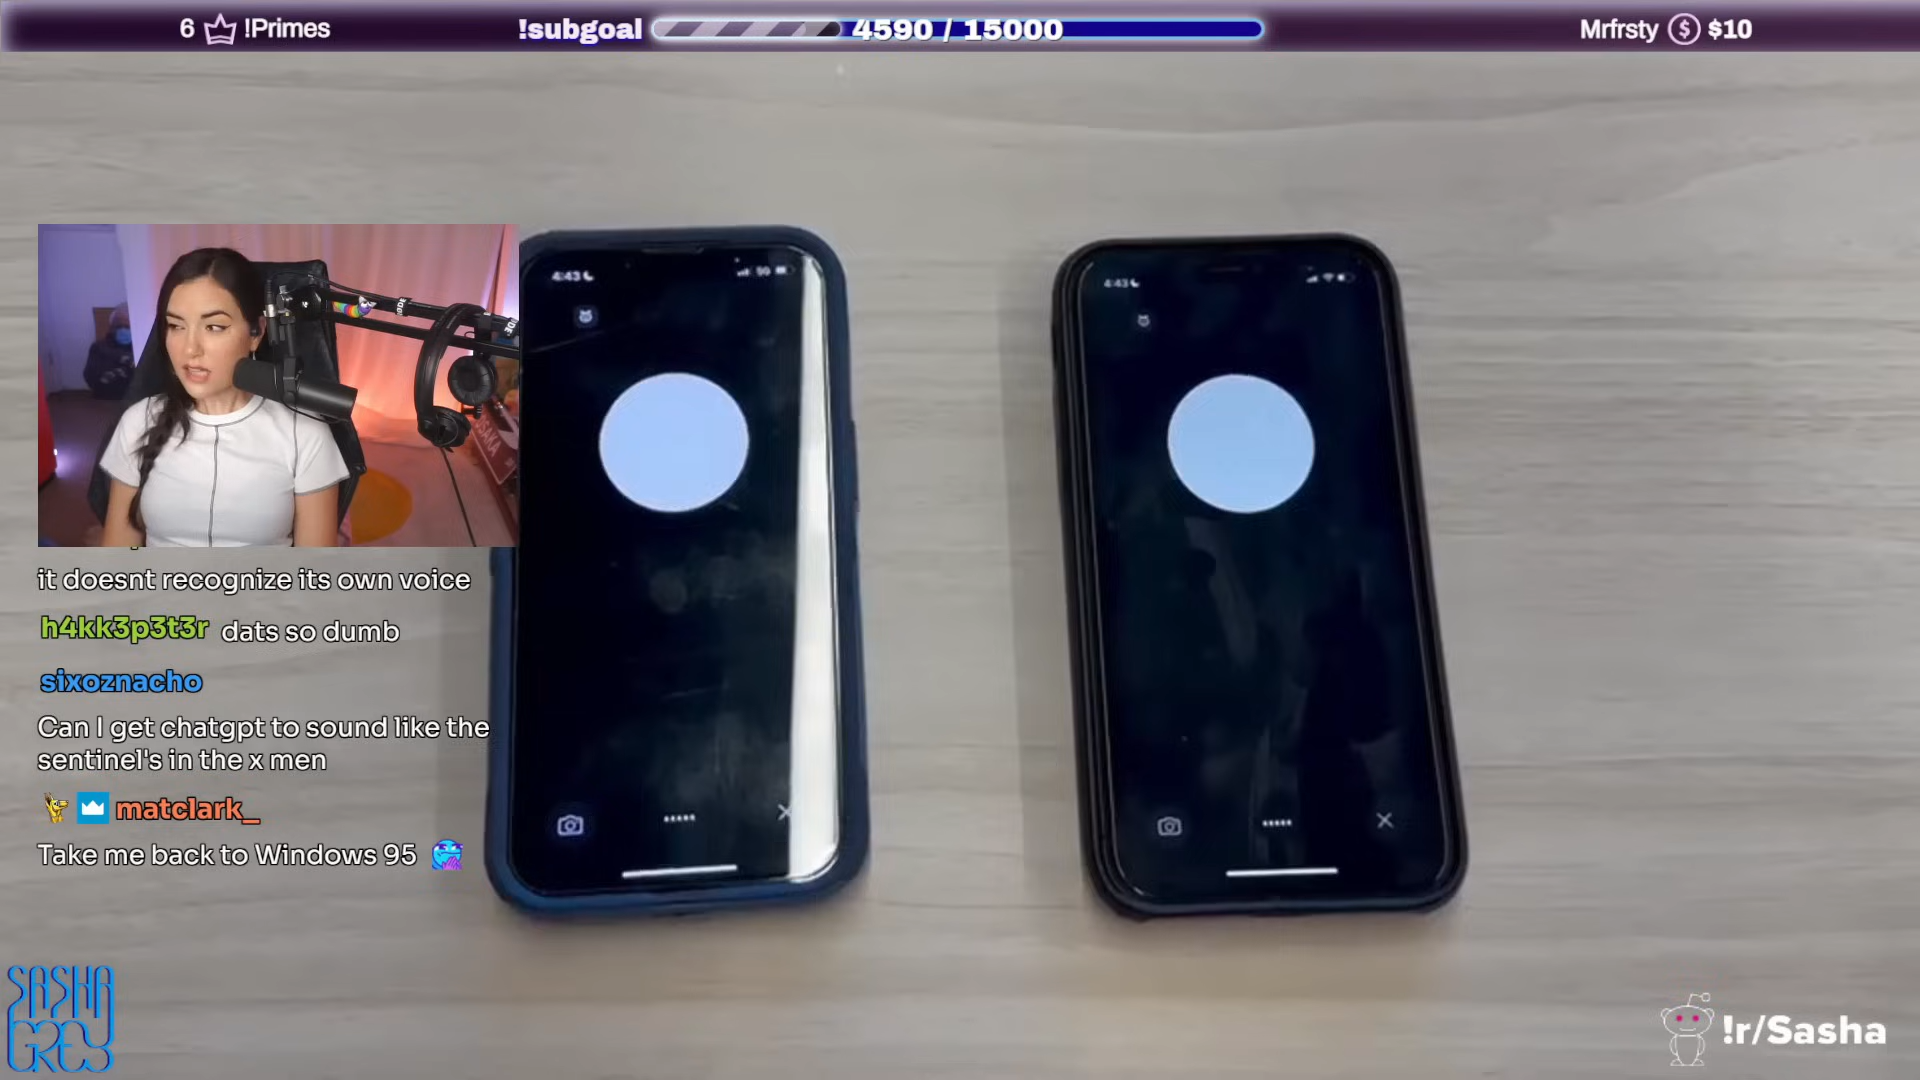 6 !Primes
!subgoal 4590 / 15000
Mrfrsty $10
4:43
5G
4:43
it doesnt recognize its own voice
h4kk3p3t3r dats so dumb
sixoznacho
Can I get chatgpt to sound like the
sentinel's in the x men
matclark_
Take me back to Windows 95
SASHA
GREY
!r/Sasha